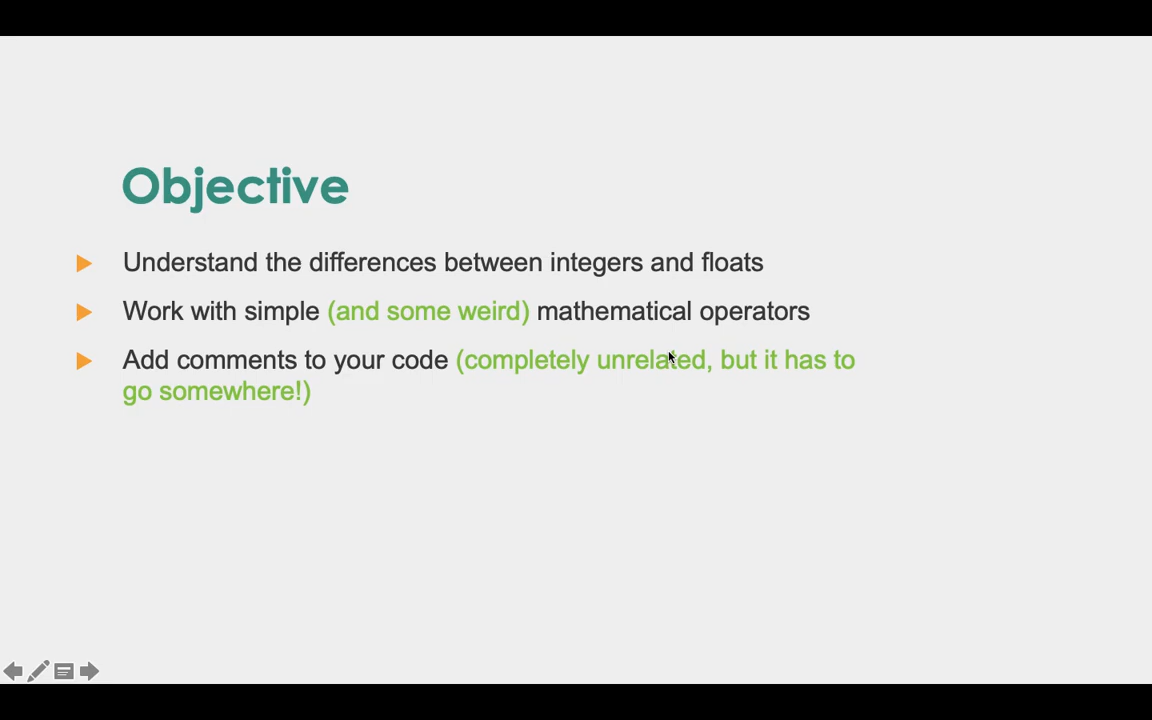 Objective
Understand the differences between integers and floats
Work with simple (and some weird) mathematical operators
Add comments to your code (completely unrelated, but it has to
go somewhere!)